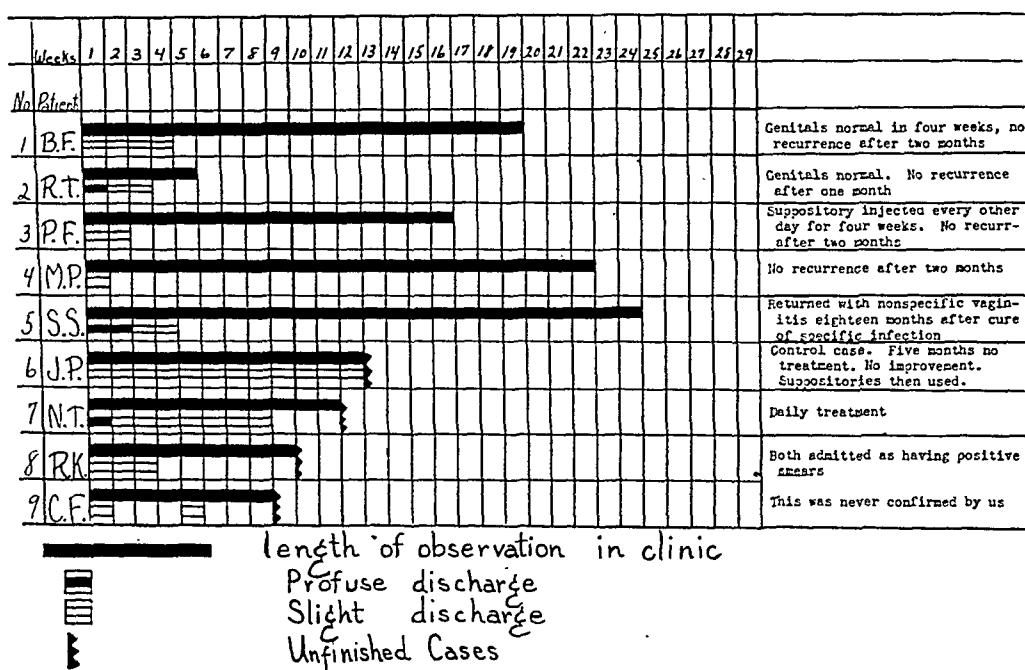 Weeks 1 2 3 4 5 6 7 8 9 10 11 12 13 14 15 16 17 18 19 20 21 22 23 24 25 26 27 28 29
No Patient
1 B.F. Genitals normal in four weeks, no
recurrence after two months
2 R.T. Genitals normal. No recurrence
after one month
3 P.F. Suppository injected every other
day for four weeks. No recurr-
after two months
4 M.P. No recurrence after two months
5 S.S. Returned with nonspecific vagin-
itis eighteen months after cure
of specific infection
6 J.P. Control case. Five months no
treatment. No improvement.
Suppositories then used.
7 N.T. Daily treatment
8 R.K. Both admitted as having positive
smears
9 C.F. This was never confirmed by us
length of observation in clinic
Profuse discharge
Slight discharge
Unfinished Cases